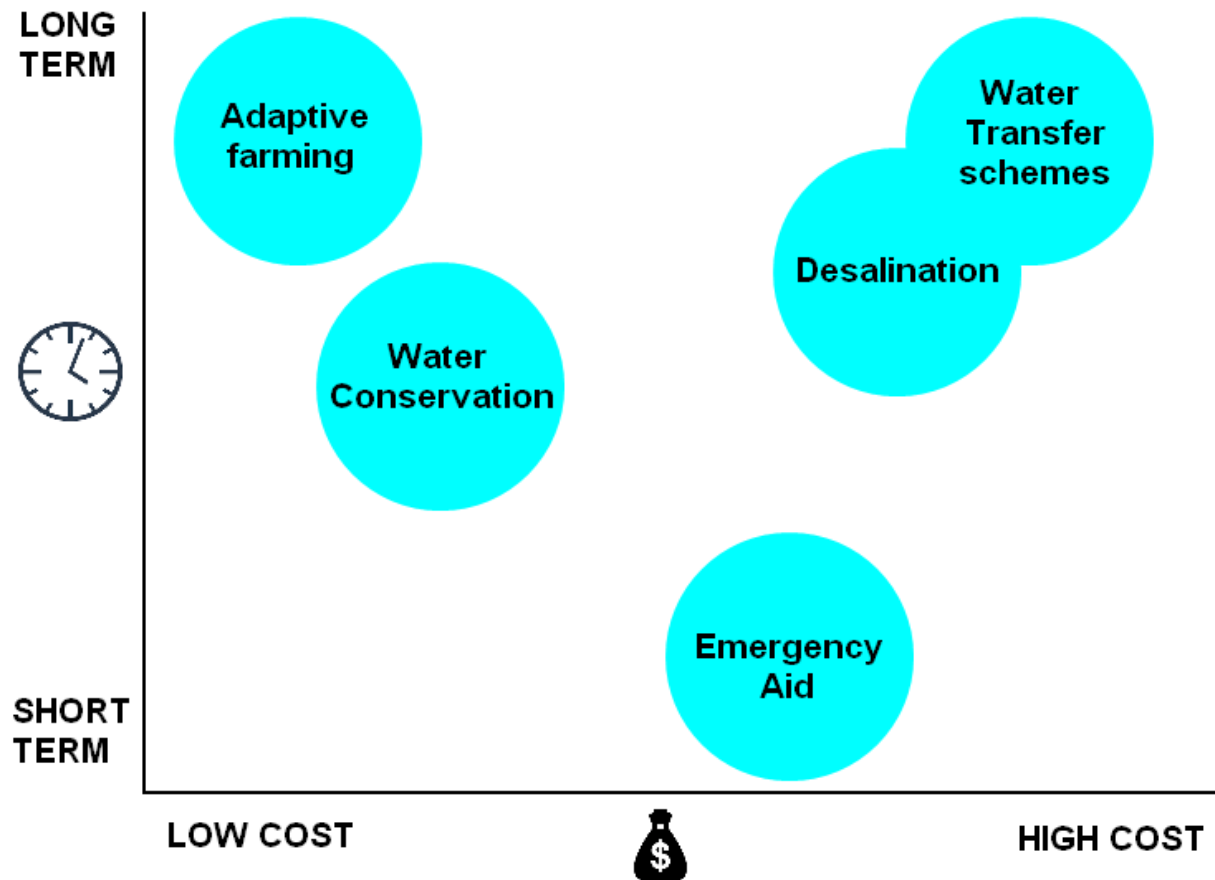 LONG
TERM
Adaptive
farming
Water
Transfer
schemes
Desalination
Water
Conservation
Emergency
Aid
SHORT
TERM
LOW COST
$
HIGH COST